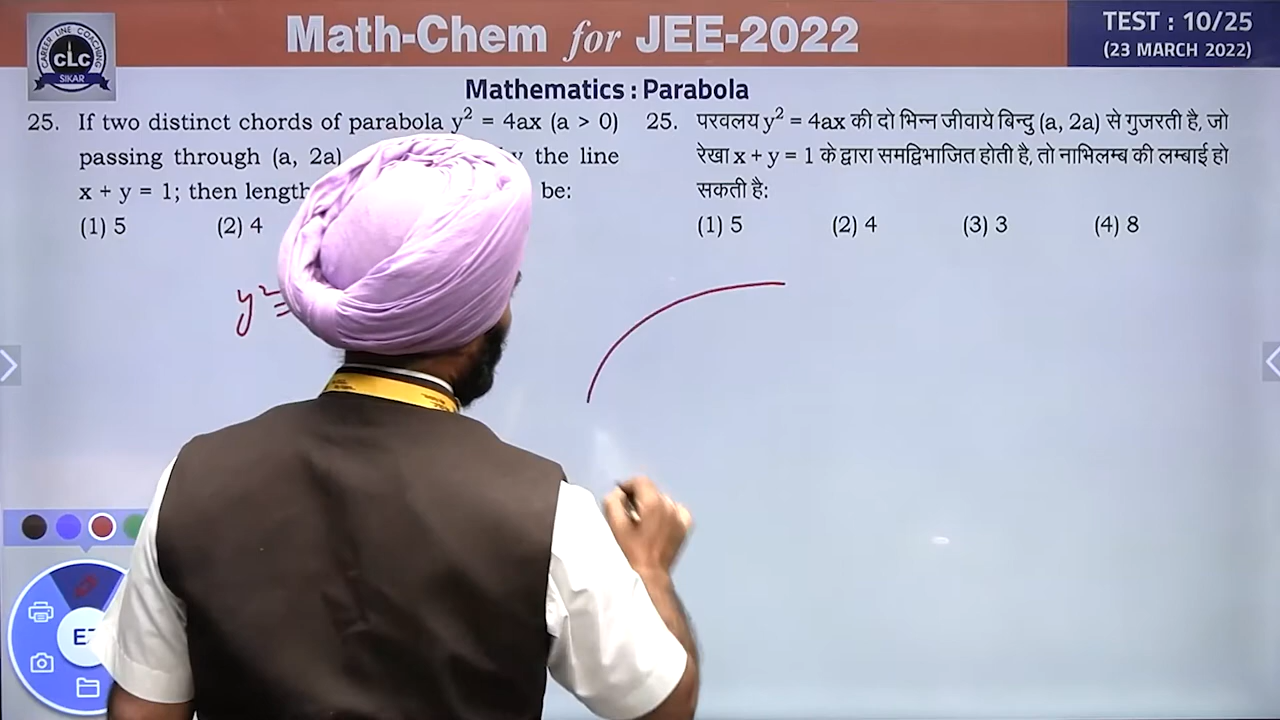 CAREER LINE COACHING
CLC
SIKAR
Math-Chem for JEE-2022
TEST : 10/25
(23 MARCH 2022)
Mathematics : Parabola
25. If two distinct chords of parabola y² = 4ax (a > 0)
passing through (a, 2a) the line
x + y = 1; then length be:
(1) 5 (2) 4
25. परवलय y² = 4ax की दो भिन्न जीवाये बिन्दु (a, 2a) से गुजरती है, जो
रेखा x + y = 1 के द्वारा समद्विभाजित होती है, तो नाभिलम्ब की लम्बाई हो
सकती है:
(1) 5 (2) 4 (3) 3 (4) 8
y² =